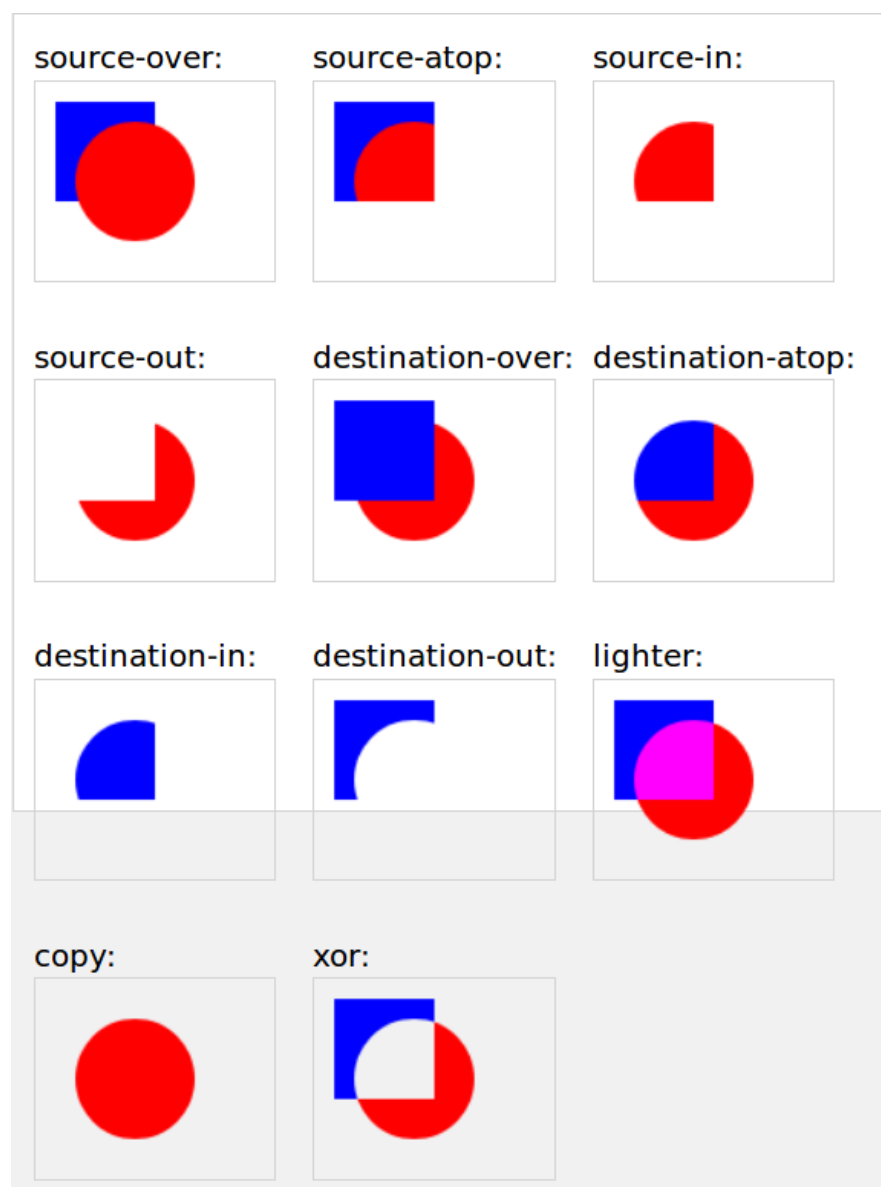 source-over: source-atop: source-in:
source-out: destination-over: destination-atop:
destination-in: destination-out: lighter:
copy: xor: